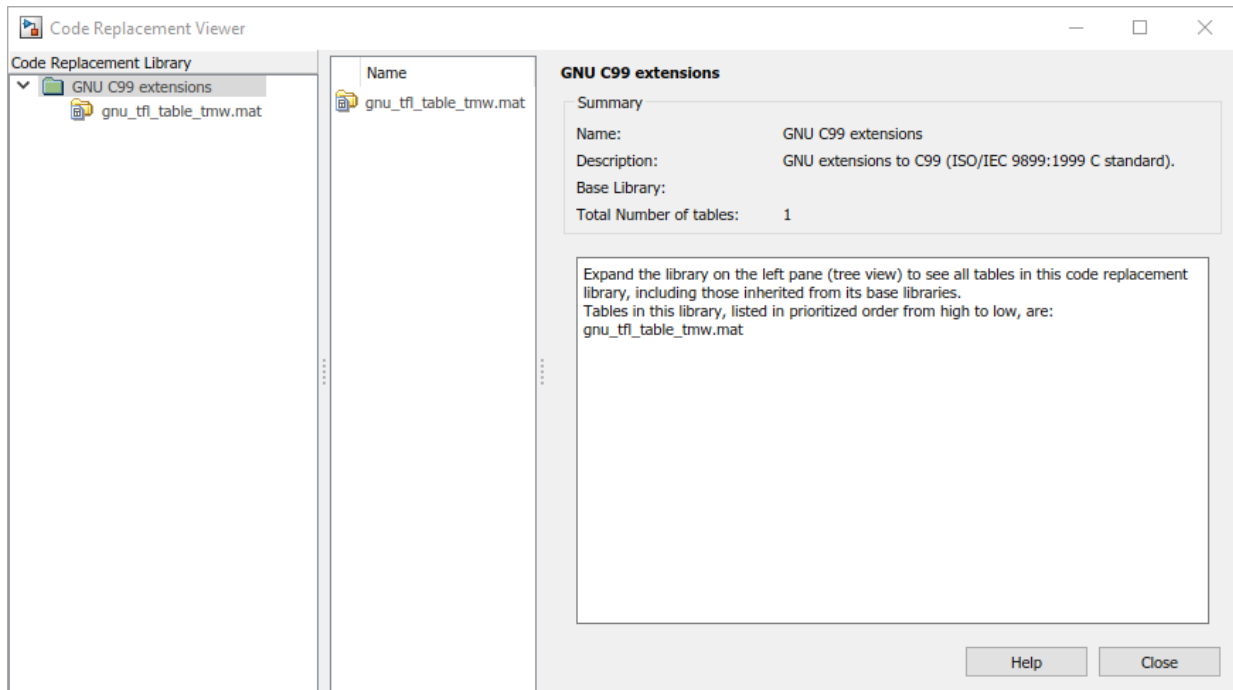 Code Replacement Viewer
Code Replacement Library
GNU C99 extensions
gnu_tfl_table_tmw.mat
Name
gnu_tfl_table_tmw.mat
GNU C99 extensions
Summary
Name: GNU C99 extensions
Description: GNU extensions to C99 (ISO/IEC 9899:1999 C standard).
Base Library:
Total Number of tables: 1
Expand the library on the left pane (tree view) to see all tables in this code replacement
library, including those inherited from its base libraries.
Tables in this library, listed in prioritized order from high to low, are:
gnu_tfl_table_tmw.mat
Help Close